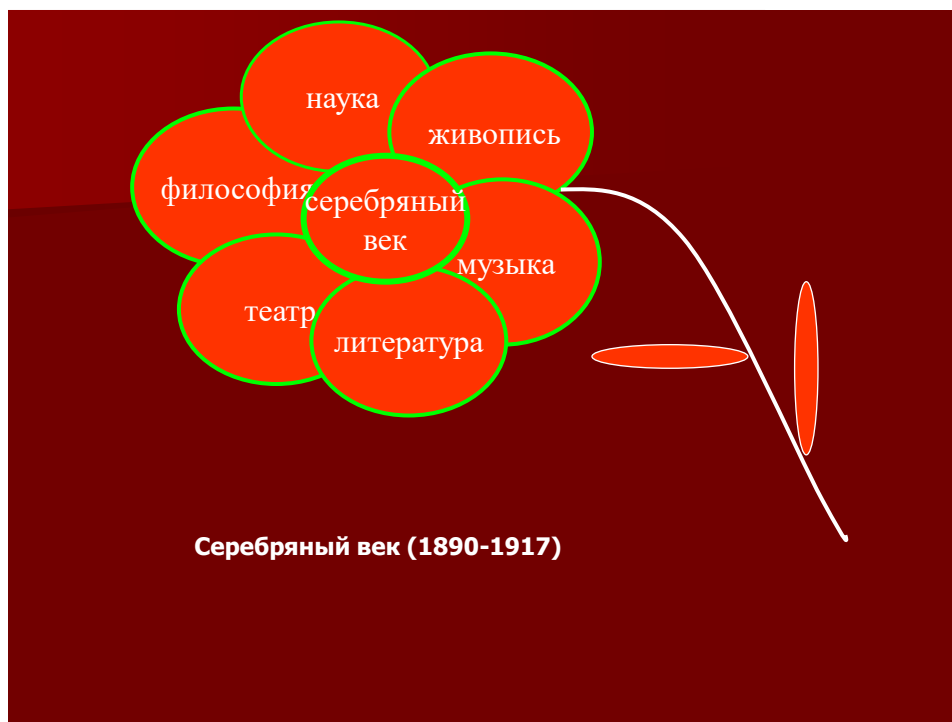 наука
живопись
философия
серебряный
век
музыка
театр
литература
Серебряный век (1890-1917)